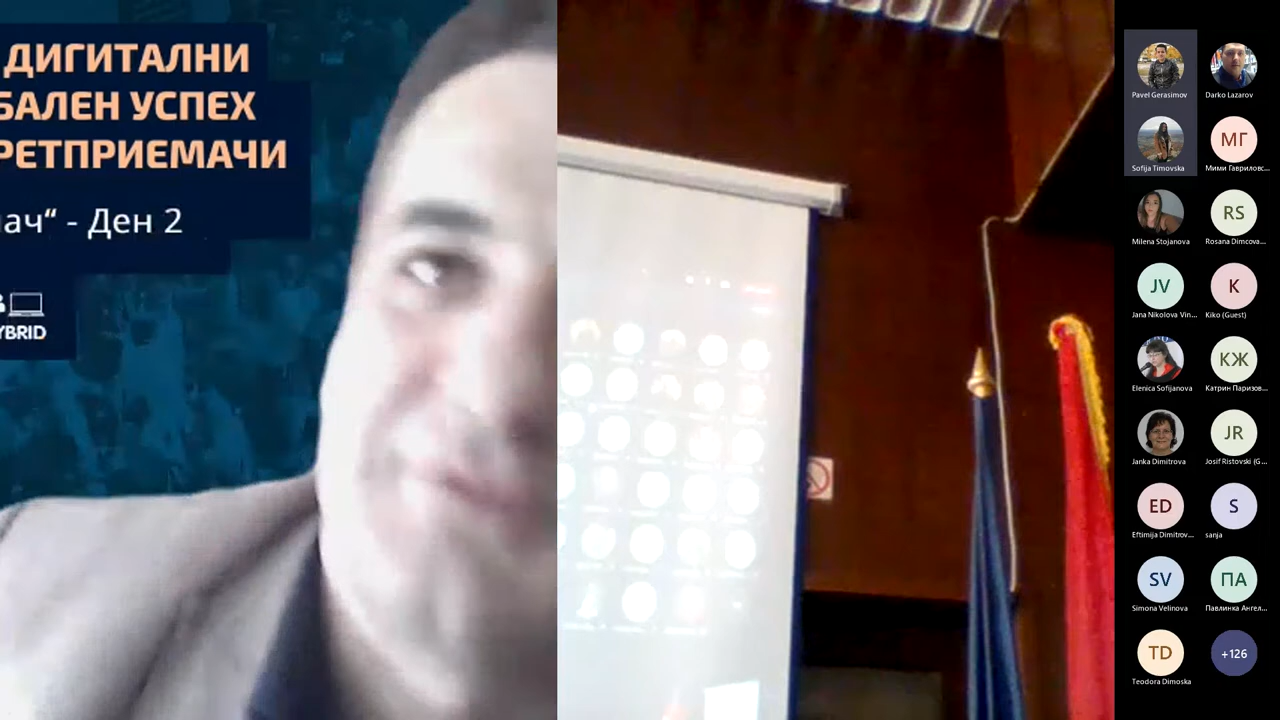 ДИГИТАЛНИ
БАЛЕН УСПЕХ
РЕТПРИЕМАЧИ
ач“ - Ден 2
YBRID
Pavel Gerasimov
Darko Lazarov
Sofija Timovska
МГ
Мими Гавриловс...
Milena Stojanova
RS
Rosana Dimcova...
JV
Jana Nikolova Vin...
K
Kiko (Guest)
Elenica Sofijanova
КЖ
Катрин Паризов...
Janka Dimitrova
JR
Josif Ristovski (G...
ED
Eftimija Dimitrov...
S
sanja
SV
Simona Velinova
ПА
Павлинка Ангел...
TD
Teodora Dimoska
+126